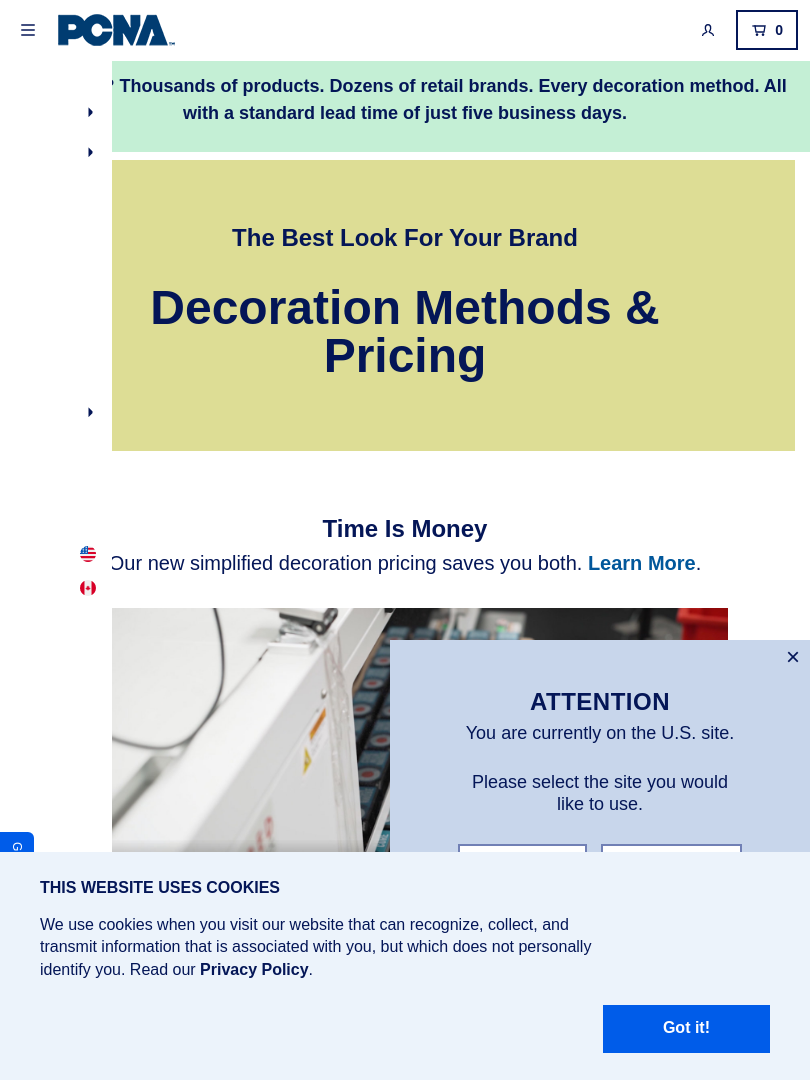 PCNA™
0
? Thousands of products. Dozens of retail brands. Every decoration method. All
with a standard lead time of just five business days.
The Best Look For Your Brand
Decoration Methods &
Pricing
Time Is Money
Our new simplified decoration pricing saves you both. Learn More.
ATTENTION
You are currently on the U.S. site.
Please select the site you would
like to use.
G
THIS WEBSITE USES COOKIES
We use cookies when you visit our website that can recognize, collect, and
transmit information that is associated with you, but which does not personally
identify you. Read our Privacy Policy.
Got it!